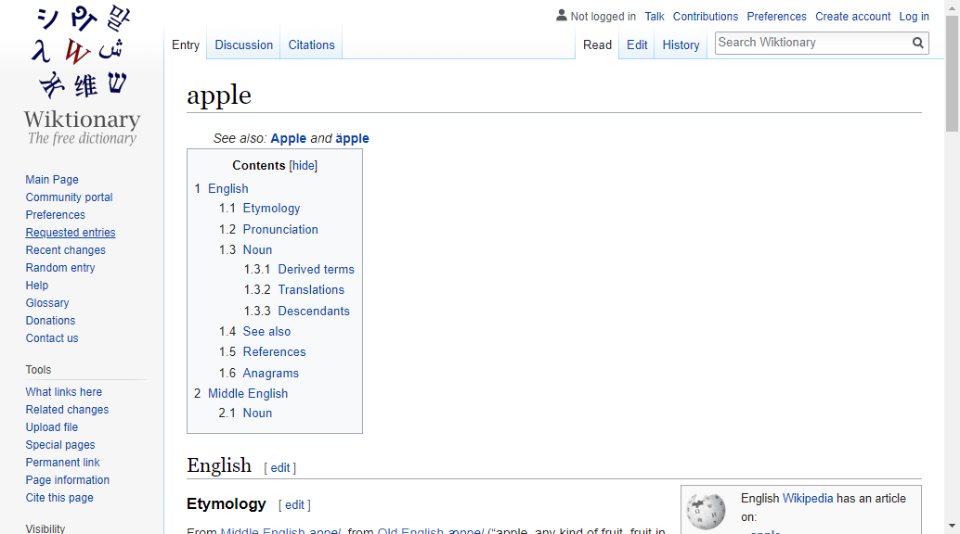 Wiktionary
The free dictionary
Main Page
Community portal
Preferences
Requested entries
Recent changes
Random entry
Help
Glossary
Donations
Contact us
Tools
What links here
Related changes
Upload file
Special pages
Permanent link
Page information
Cite this page
Visibility
Not logged in Talk Contributions Preferences Create account Log in
Entry Discussion Citations Read Edit History Search Wiktionary
apple
See also: Apple and äpple
Contents [hide]
1 English
1.1 Etymology
1.2 Pronunciation
1.3 Noun
1.3.1 Derived terms
1.3.2 Translations
1.3.3 Descendants
1.4 See also
1.5 References
1.6 Anagrams
2 Middle English
2.1 Noun
English [ edit ]
Etymology [ edit ]
From Middle English appel, from Old English æppel ("apple, any kind of fruit, fruit in
English Wikipedia has an article
on:
apple